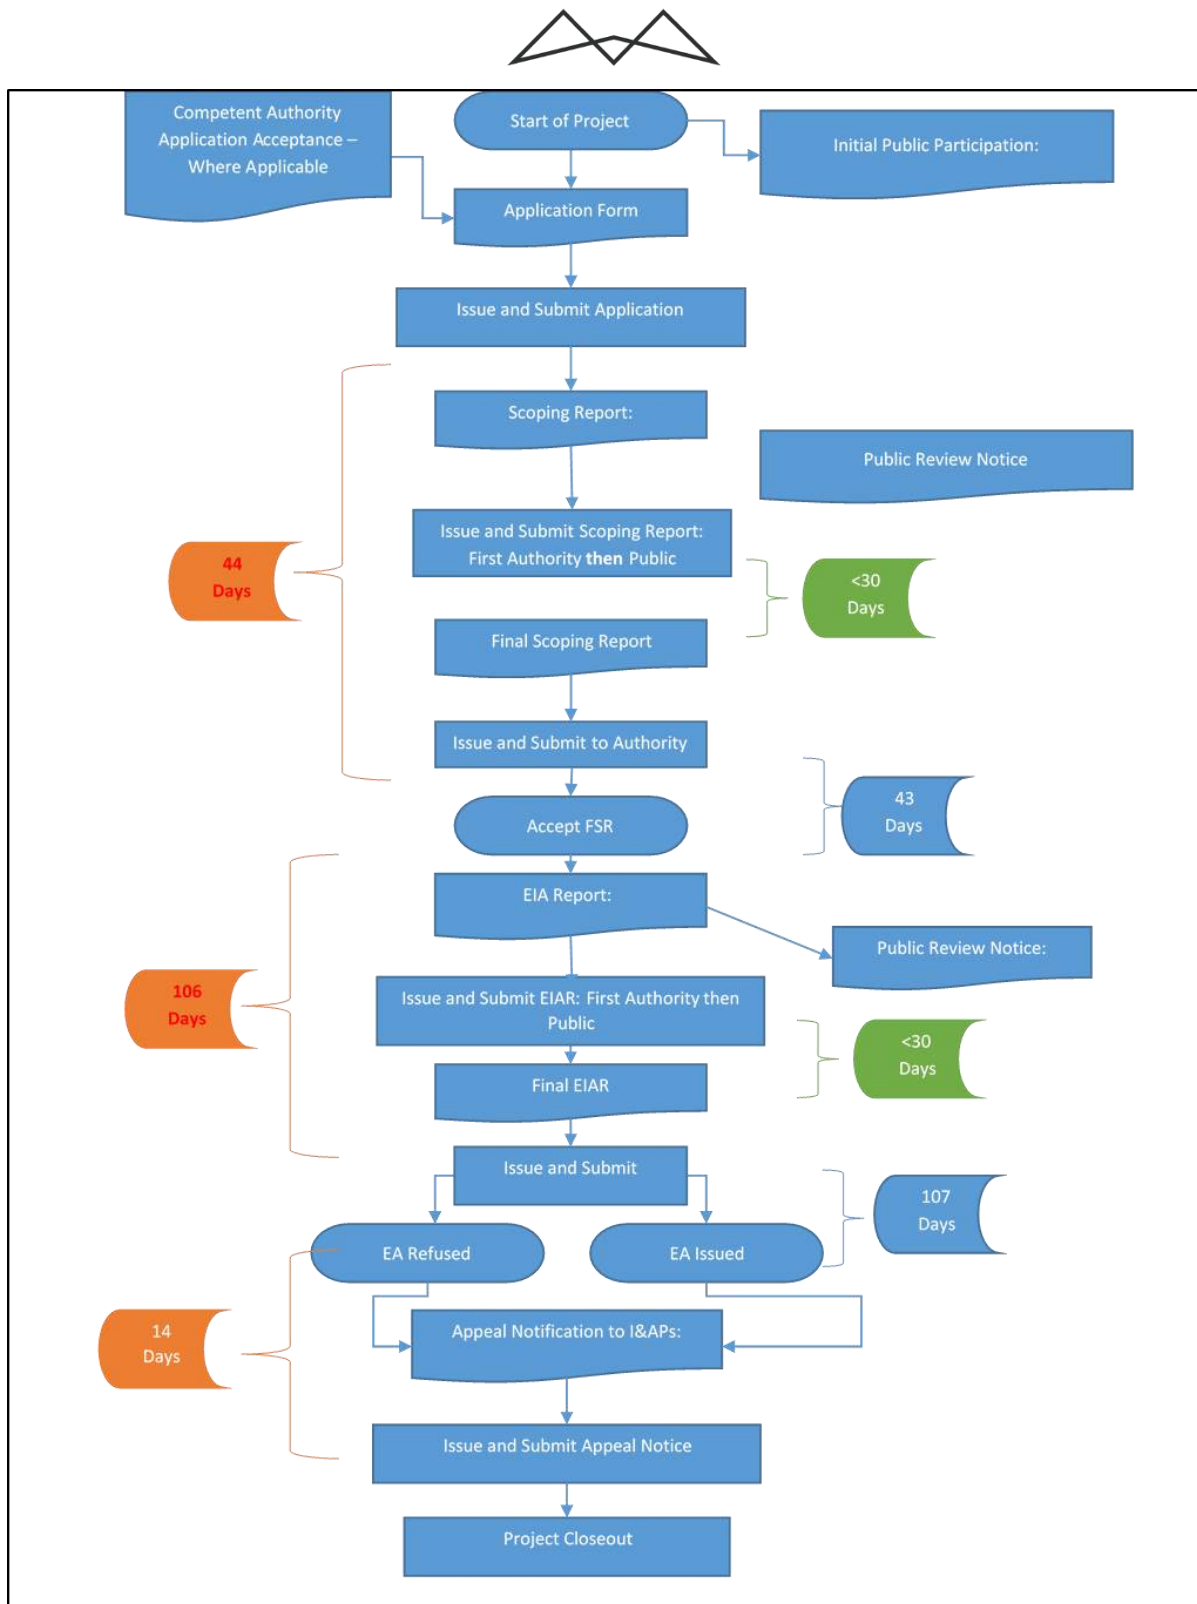 Competent Authority
Application Acceptance –
Where Applicable
Start of Project
Initial Public Participation:
Application Form
Issue and Submit Application
Scoping Report:
Public Review Notice
Issue and Submit Scoping Report:
First Authority then Public
44
Days
<30
Days
Final Scoping Report
Issue and Submit to Authority
43
Days
Accept FSR
EIA Report:
Public Review Notice:
106
Days
Issue and Submit EIAR: First Authority then
Public
<30
Days
Final EIAR
Issue and Submit
107
Days
EA Refused
EA Issued
14
Days
Appeal Notification to I&APs:
Issue and Submit Appeal Notice
Project Closeout